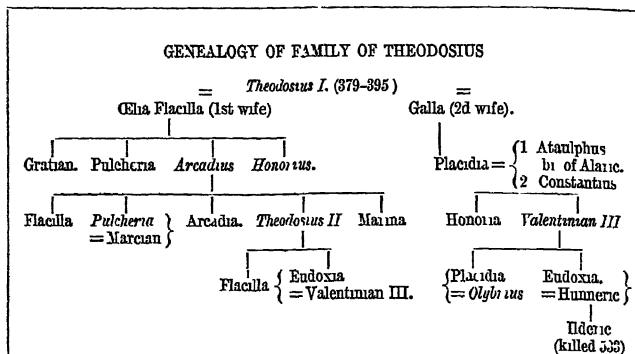 GENEALOGY OF FAMILY OF THEODOSIUS
= Theodosius I. (379–395) =
Œlia Flacilla (1st wife) Galla (2d wife).
Gratian. Pulcheria Arcadius Honorius. Placidia = { 1 Ataulphus
br of Alaric.
2 Constantius
Flacilla Pulcheria } Arcadia. Theodosius II Marina Honoria Valentinian III
= Marcian
Flacilla { Eudoxia { Placidia Eudoxia. }
= Valentinian III. = Olybrius = Hunneric
Ilderic
(killed 533)